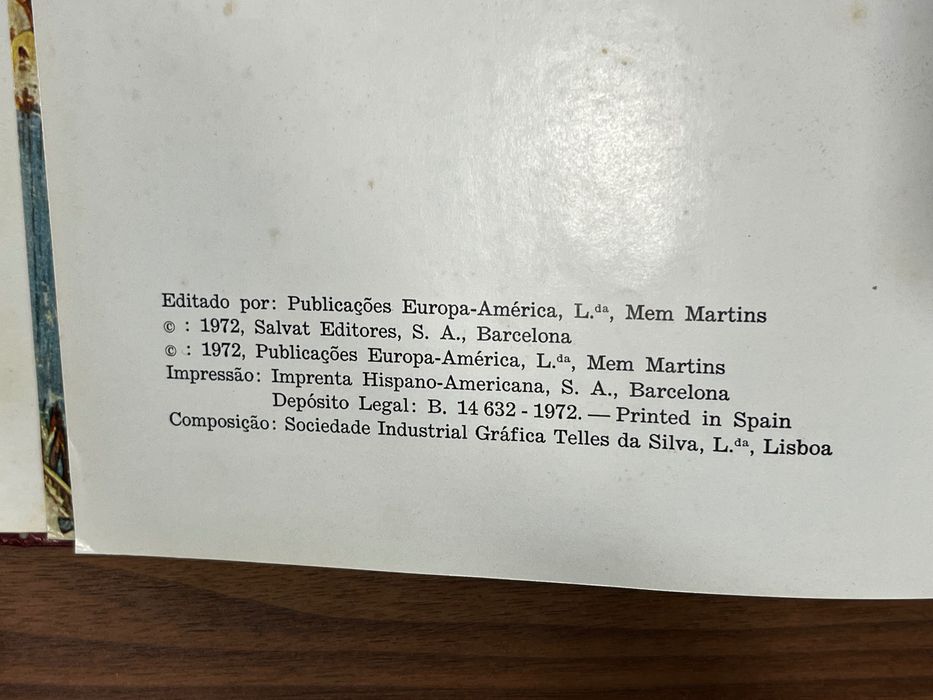 Editado por: Publicações Europa-América, L.ᵈᵃ, Mem Martins
© : 1972, Salvat Editores, S. A., Barcelona
© : 1972, Publicações Europa-América, L.ᵈᵃ, Mem Martins
Impressão: Imprenta Hispano-Americana, S. A., Barcelona
Depósito Legal: B. 14 632 - 1972. — Printed in Spain
Composição: Sociedade Industrial Gráfica Telles da Silva, L.ᵈᵃ, Lisboa